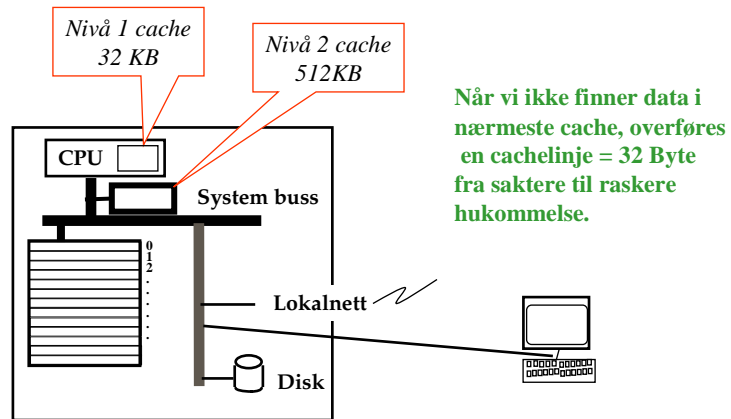 Nivå 1 cache
32 KB
Nivå 2 cache
512KB
Når vi ikke finner data i
nærmeste cache, overføres
en cachelinje = 32 Byte
fra saktere til raskere
hukommelse.
CPU
System buss
0
1
2
.
.
.
.
.
Lokalnett
Disk